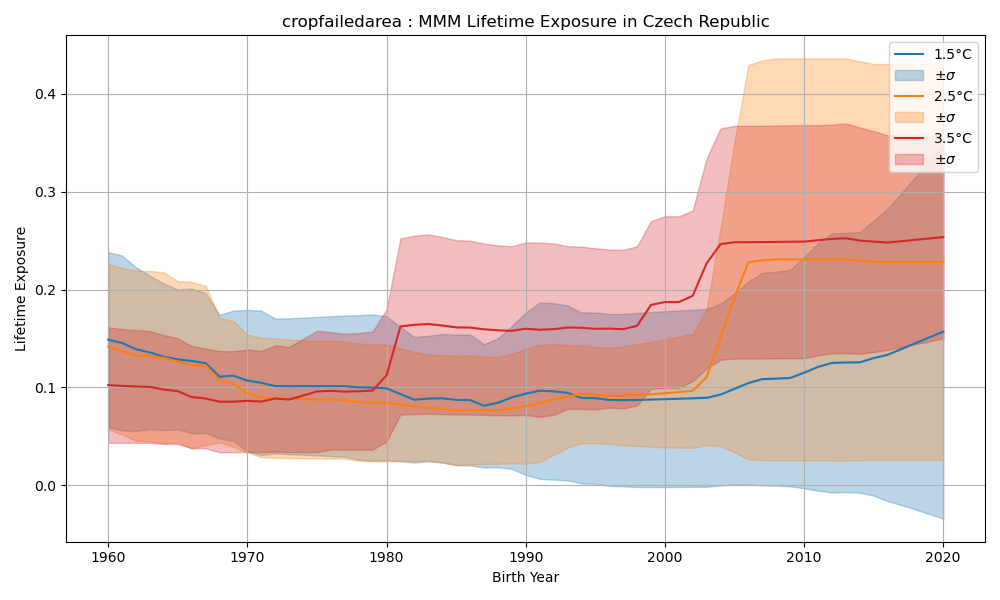 cropfailedarea : MMM Lifetime Exposure in Czech Republic
1.5°C
±σ
2.5°C
±σ
3.5°C
±σ
Lifetime Exposure
0.4
0.3
0.2
0.1
0.0
1960 1970 1980 1990 2000 2010 2020
Birth Year